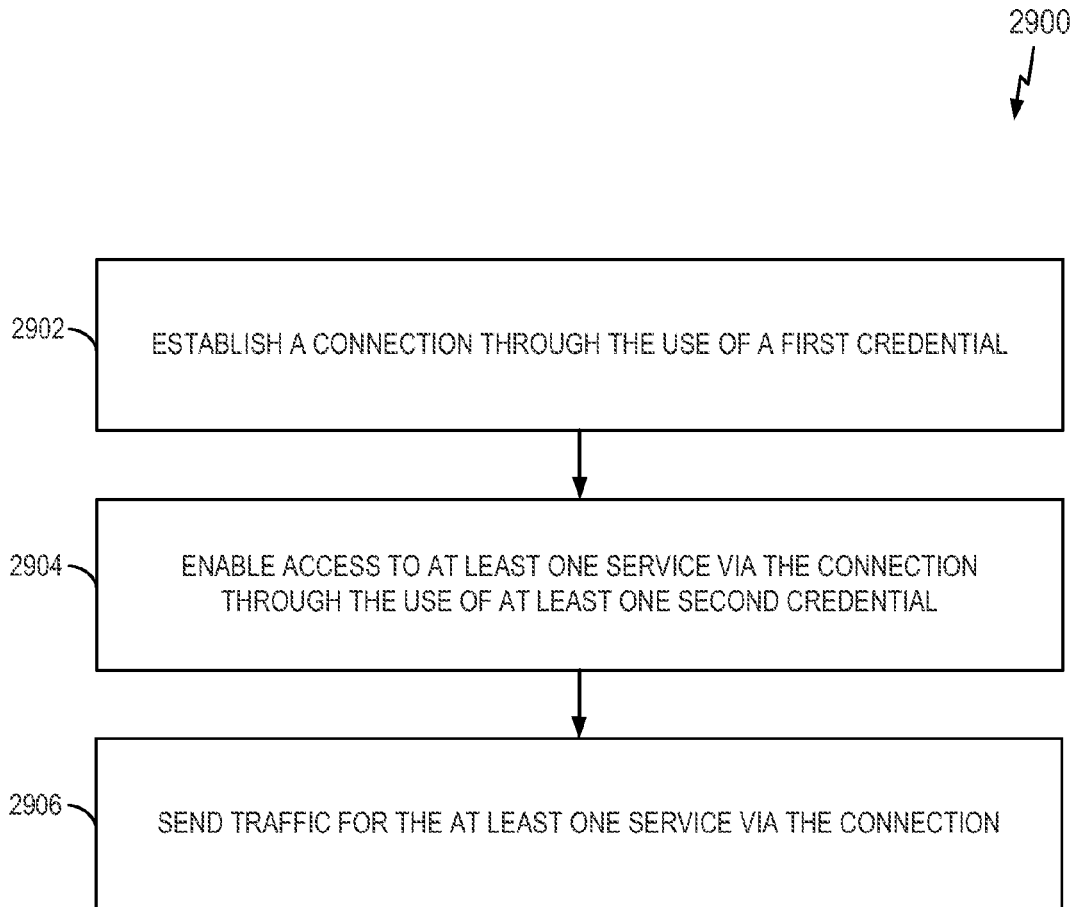 2900
2902
ESTABLISH A CONNECTION THROUGH THE USE OF A FIRST CREDENTIAL
2904
ENABLE ACCESS TO AT LEAST ONE SERVICE VIA THE CONNECTION
THROUGH THE USE OF AT LEAST ONE SECOND CREDENTIAL
2906
SEND TRAFFIC FOR THE AT LEAST ONE SERVICE VIA THE CONNECTION